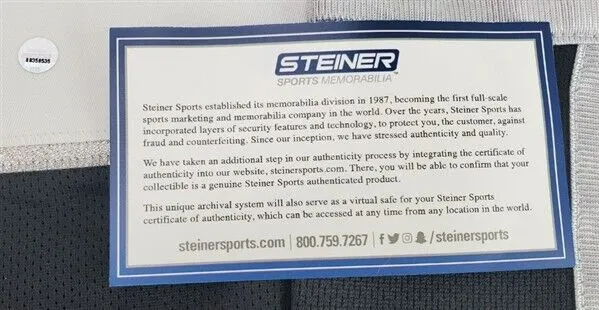 STEINER
SPORTS MEMORABILIA™
Steiner Sports established its memorabilia division in 1987, becoming the first full-scale
sports marketing and memorabilia company in the world. Over the years, Steiner Sports has
incorporated layers of security features and technology, to protect you, the customer, against
fraud and counterfeiting. Since our inception, we have stressed authenticity and quality.
We have taken an additional step in our authenticity process by integrating the certificate of
authenticity into our website, steinersports.com. There, you will be able to confirm that your
collectible is a genuine Steiner Sports authenticated product.
This unique archival system will also serve as a virtual safe for your Steiner Sports
certificate of authenticity, which can be accessed at any time from any location in the world.
steinersports.com | 800.759.7267 | /steinersports